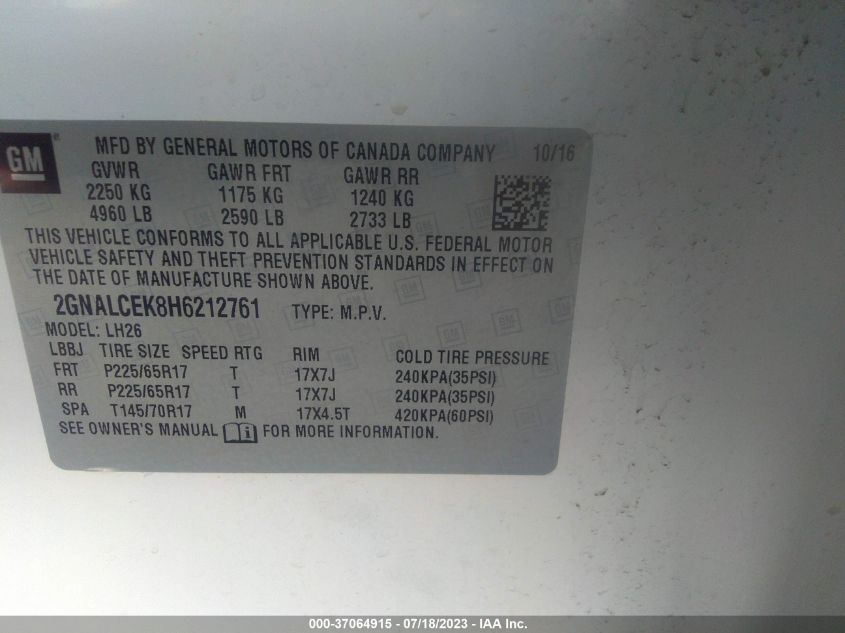 GM
MFD BY GENERAL MOTORS OF CANADA COMPANY 10/16
GVWR GAWR FRT GAWR RR
2250 KG 1175 KG 1240 KG
4960 LB 2590 LB 2733 LB
THIS VEHICLE CONFORMS TO ALL APPLICABLE U.S. FEDERAL MOTOR
VEHICLE SAFETY AND THEFT PREVENTION STANDARDS IN EFFECT ON
THE DATE OF MANUFACTURE SHOWN ABOVE.
2GNALCEK8H6212761 TYPE: M.P.V.
MODEL: LH26
LBBJ TIRE SIZE SPEED RTG RIM COLD TIRE PRESSURE
FRT P225/65R17 T 17X7J 240KPA(35PSI)
RR P225/65R17 T 17X7J 240KPA(35PSI)
SPA T145/70R17 M 17X4.5T 420KPA(60PSI)
SEE OWNER'S MANUAL FOR MORE INFORMATION.
000-37064915 - 07/18/2023 - IAA Inc.